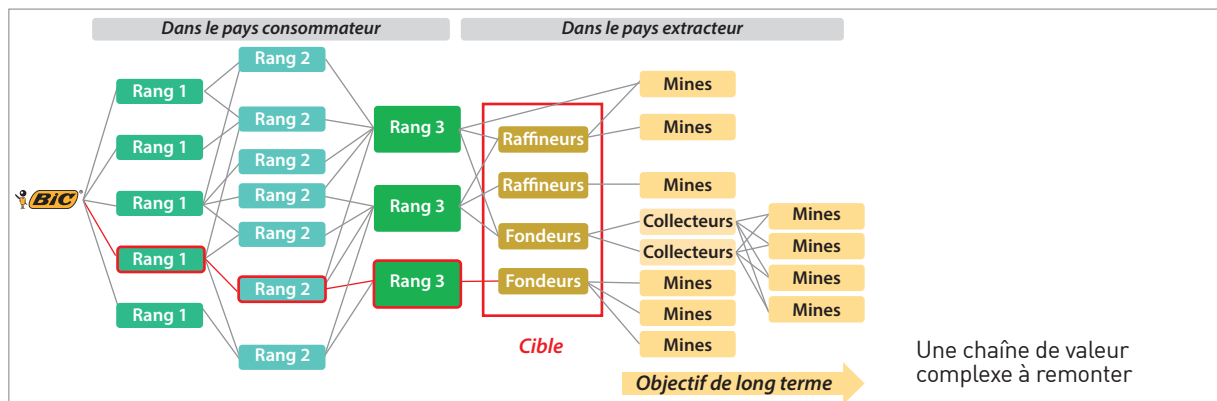 Dans le pays consommateur
Dans le pays extracteur
BiC®
Rang 1
Rang 1
Rang 1
Rang 1
Rang 1
Rang 2
Rang 2
Rang 2
Rang 2
Rang 2
Rang 2
Rang 2
Rang 3
Rang 3
Rang 3
Raffineurs
Raffineurs
Fondeurs
Fondeurs
Cible
Mines
Mines
Mines
Collecteurs
Collecteurs
Mines
Mines
Mines
Mines
Mines
Mines
Mines
Objectif de long terme
Une chaîne de valeur
complexe à remonter